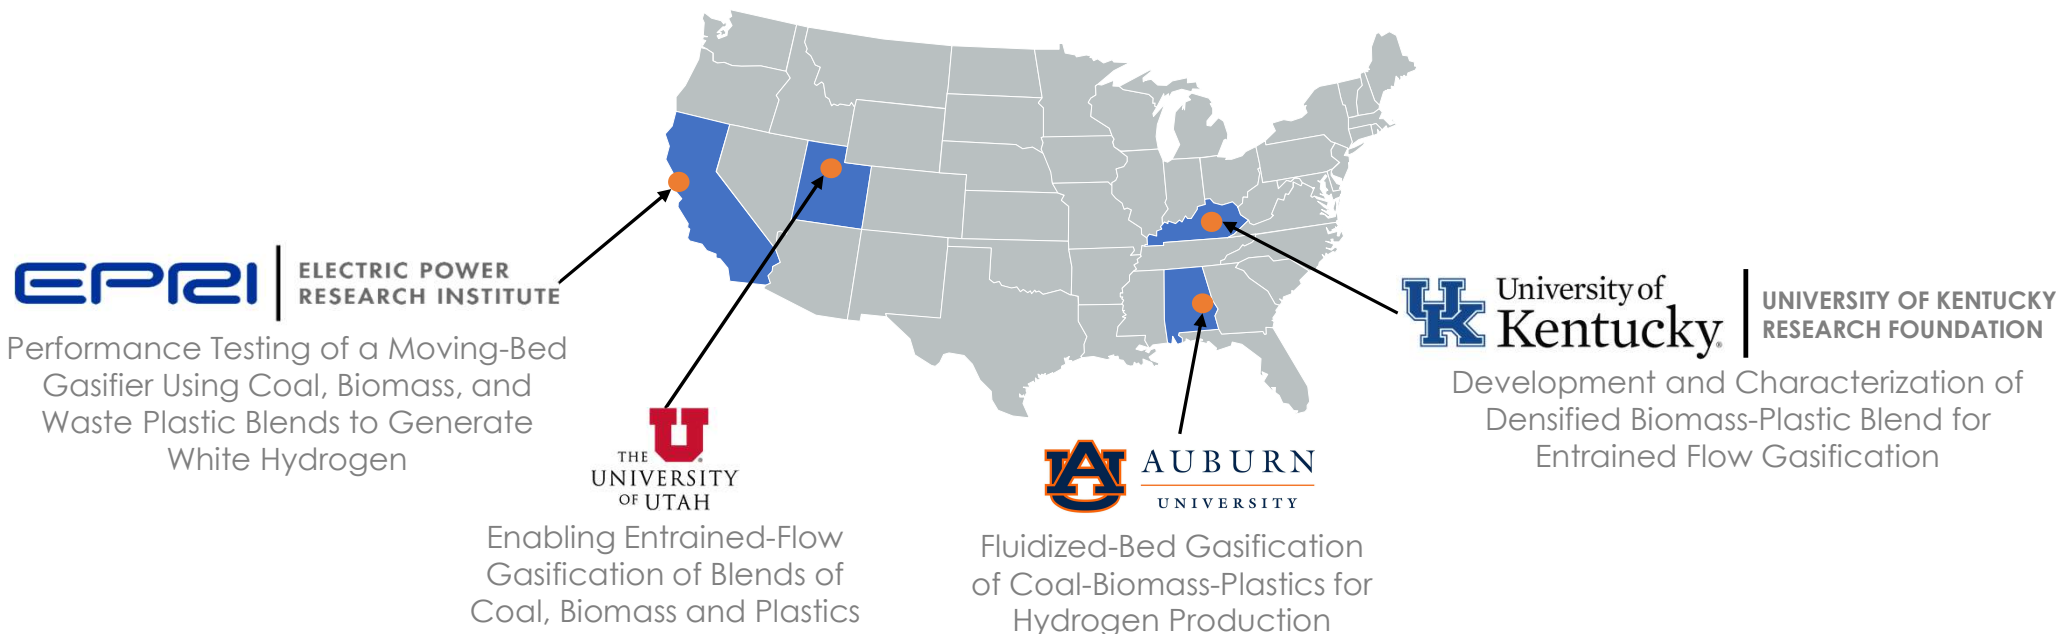 EPRI
ELECTRIC POWER
RESEARCH INSTITUTE
Performance Testing of a Moving-Bed
Gasifier Using Coal, Biomass, and
Waste Plastic Blends to Generate
White Hydrogen
U
THE
UNIVERSITY
OF UTAH
Enabling Entrained-Flow
Gasification of Blends of
Coal, Biomass and Plastics
AU
AUBURN
UNIVERSITY
Fluidized-Bed Gasification
of Coal-Biomass-Plastics for
Hydrogen Production
UK
University of
Kentucky
UNIVERSITY OF KENTUCKY
RESEARCH FOUNDATION
Development and Characterization of
Densified Biomass-Plastic Blend for
Entrained Flow Gasification